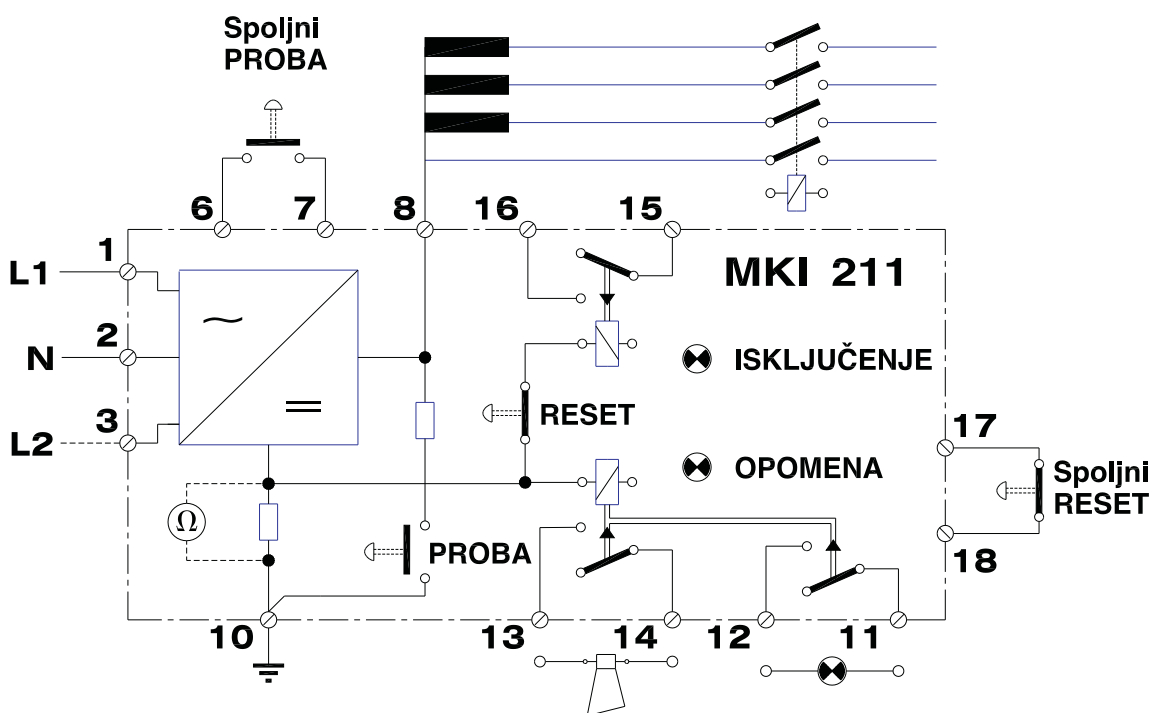 Spoljni
PROBA
6
7
8
16
15
1
L1
MKI 211
2
N
ISKLJUČENJE
3
L2
RESET
17
OPOMENA
Spoljni
RESET
Ω
PROBA
18
10
13
14
12
11